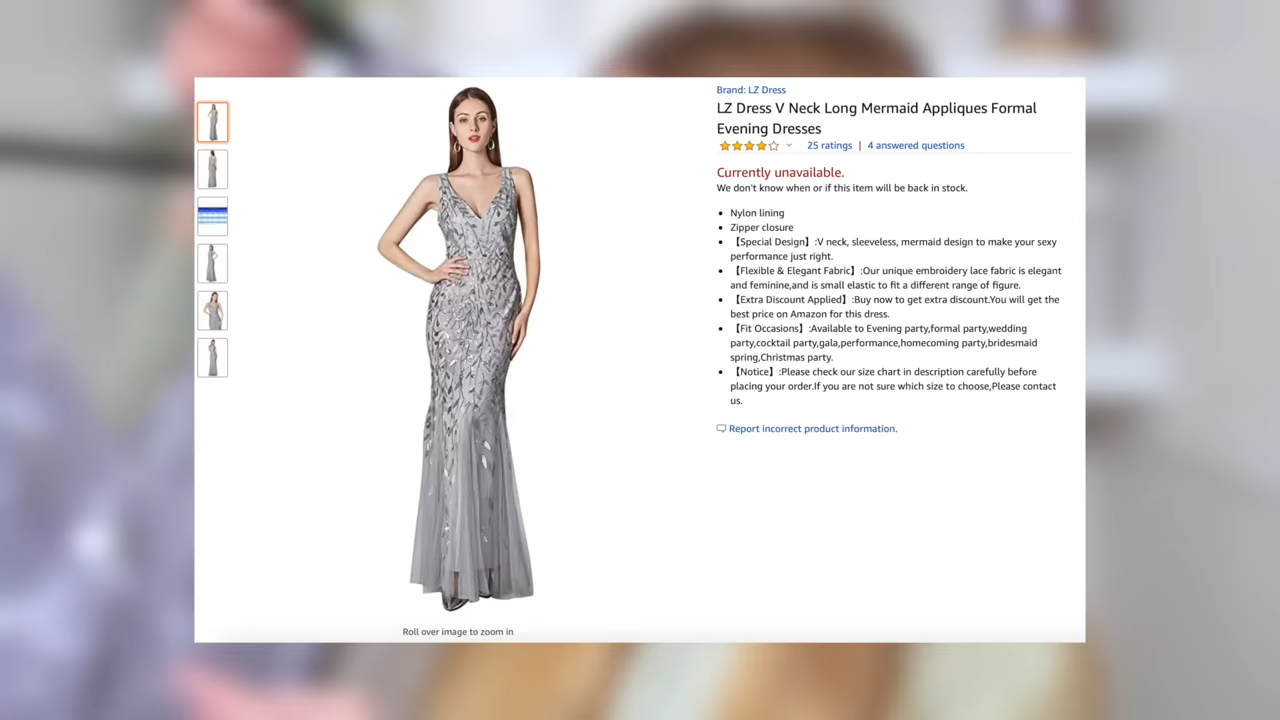 Brand: LZ Dress
LZ Dress V Neck Long Mermaid Appliques Formal
Evening Dresses
25 ratings | 4 answered questions
Currently unavailable.
We don't know when or if this item will be back in stock.
• Nylon lining
• Zipper closure
• 【Special Design】:V neck, sleeveless, mermaid design to make your sexy
performance just right.
• 【Flexible & Elegant Fabric】:Our unique embroidery lace fabric is elegant
and feminine,and is small elastic to fit a different range of figure.
• 【Extra Discount Applied】:Buy now to get extra discount.You will get the
best price on Amazon for this dress.
• 【Fit Occasions】:Available to Evening party,formal party,wedding
party,cocktail party,gala,performance,homecoming party,bridesmaid
spring,Christmas party.
• 【Notice】:Please check our size chart in description carefully before
placing your order.If you are not sure which size to choose,Please contact
us.
Report incorrect product information.
Roll over image to zoom in